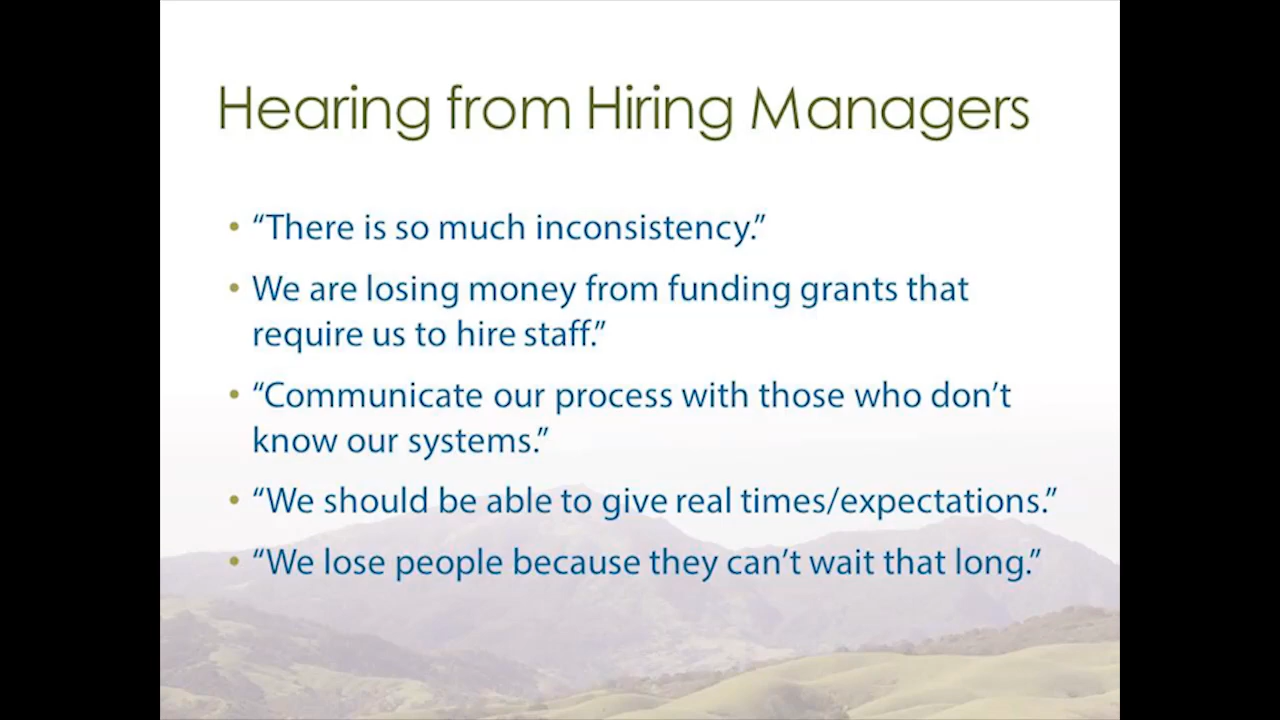 Hearing from Hiring Managers
• “There is so much inconsistency.”
• We are losing money from funding grants that
require us to hire staff.”
• “Communicate our process with those who don’t
know our systems.”
• “We should be able to give real times/expectations.”
• “We lose people because they can’t wait that long.”